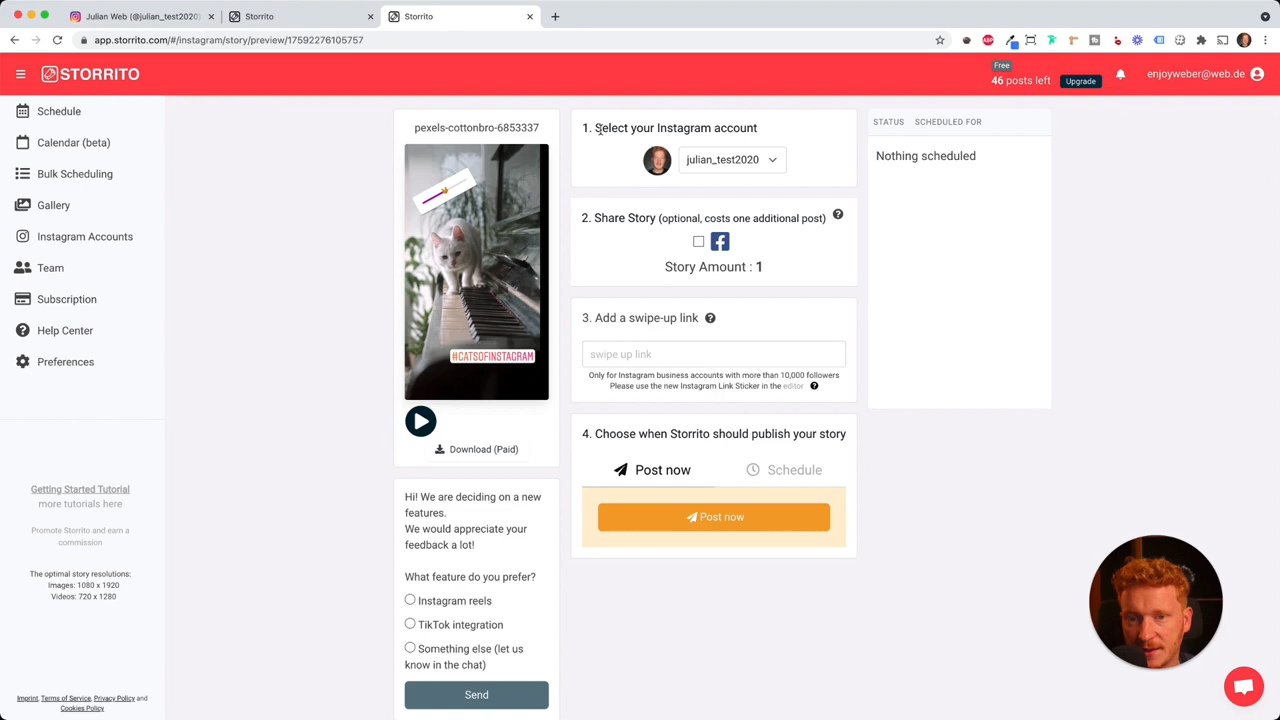 Julian Web (@julian_test2020)
Storrito
Storrito
app.storrito.com/#/instagram/story/preview/17592276105757
STORRITO
Free
46 posts left
Upgrade
enjoyweber@web.de
Schedule
Calendar (beta)
Bulk Scheduling
Gallery
Instagram Accounts
Team
Subscription
Help Center
Preferences
Getting Started Tutorial
more tutorials here
Promote Storrito and earn a
commission
The optimal story resolutions:
Images: 1080 x 1920
Videos: 720 x 1280
Imprint, Terms of Service, Privacy Policy and
Cookies Policy
pexels-cottonbro-6853337
#CATSOFINSTAGRAM
Download (Paid)
Hi! We are deciding on a new
features.
We would appreciate your
feedback a lot!
What feature do you prefer?
Instagram reels
TikTok integration
Something else (let us
know in the chat)
Send
1. Select your Instagram account
julian_test2020
2. Share Story (optional, costs one additional post)
Story Amount : 1
3. Add a swipe-up link
swipe up link
Only for Instagram business accounts with more than 10,000 followers
Please use the new Instagram Link Sticker in the editor
4. Choose when Storrito should publish your story
Post now
Schedule
Post now
STATUS SCHEDULED FOR
Nothing scheduled